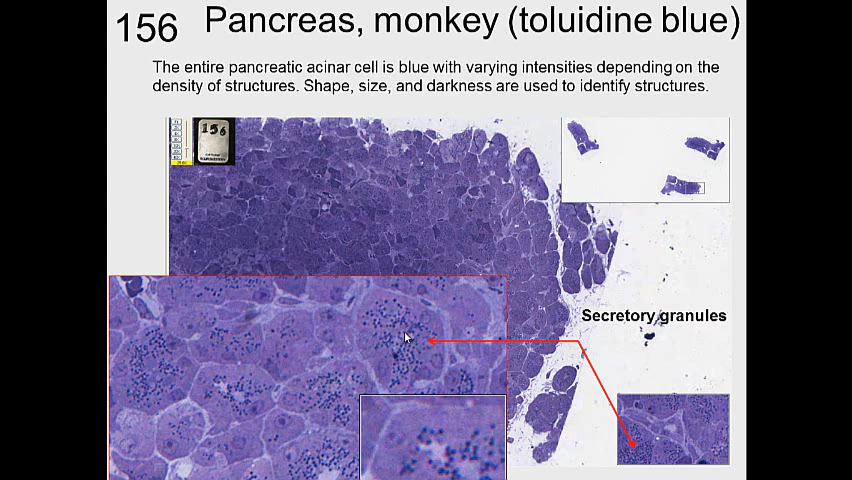 156 Pancreas, monkey (toluidine blue)
The entire pancreatic acinar cell is blue with varying intensities depending on the
density of structures. Shape, size, and darkness are used to identify structures.
156
Secretory granules